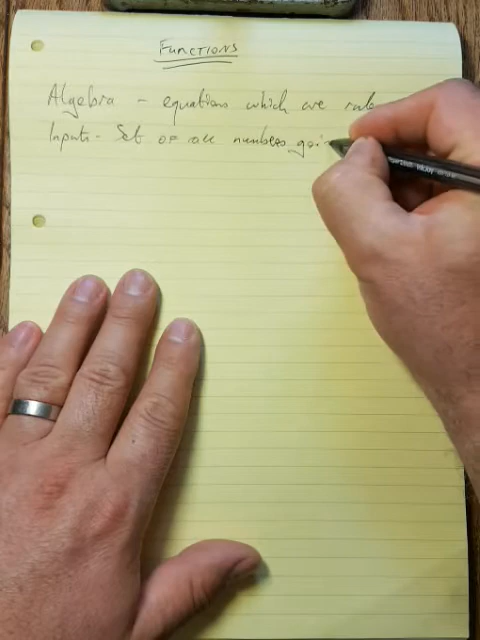 Functions
Algebra - equations which are rule
Inputs - Set of all numbers goi